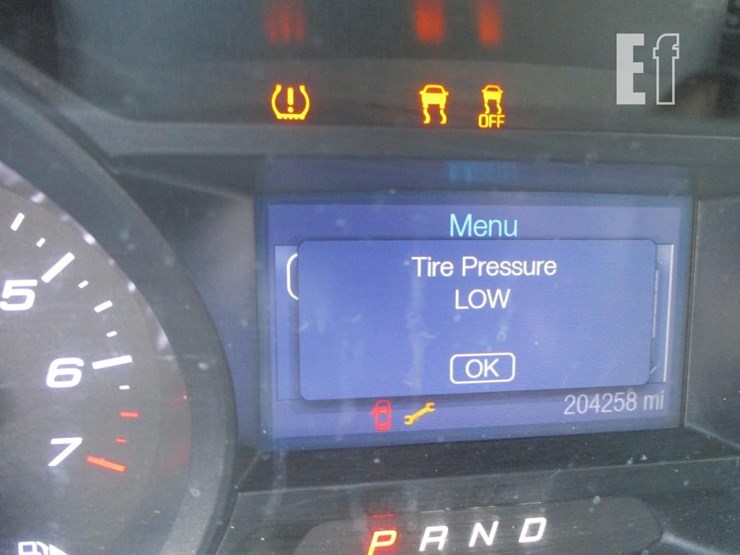 Ef
OFF
Menu
Tire Pressure
LOW
OK
204258 mi
5
6
7
P R N D